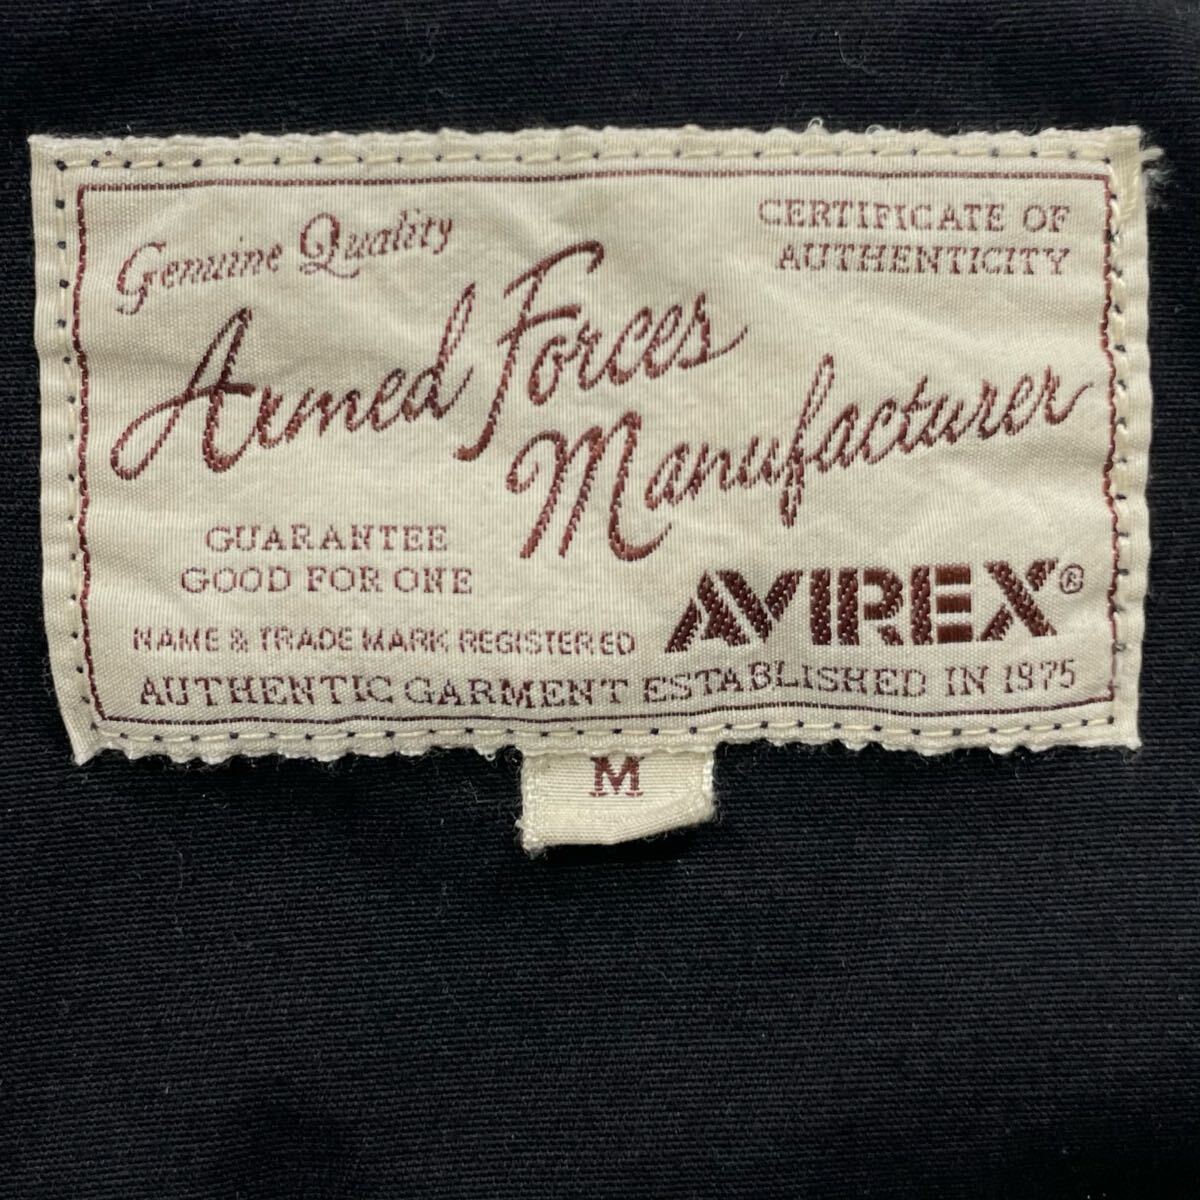 Genuine Quality
CERTIFICATE OF
AUTHENTICITY
Armed Forces
Manufacturer
GUARANTEE
GOOD FOR ONE
NAME & TRADE MARK REGISTERED
AVIREX®
AUTHENTIC GARMENT ESTABLISHED IN 1975
M